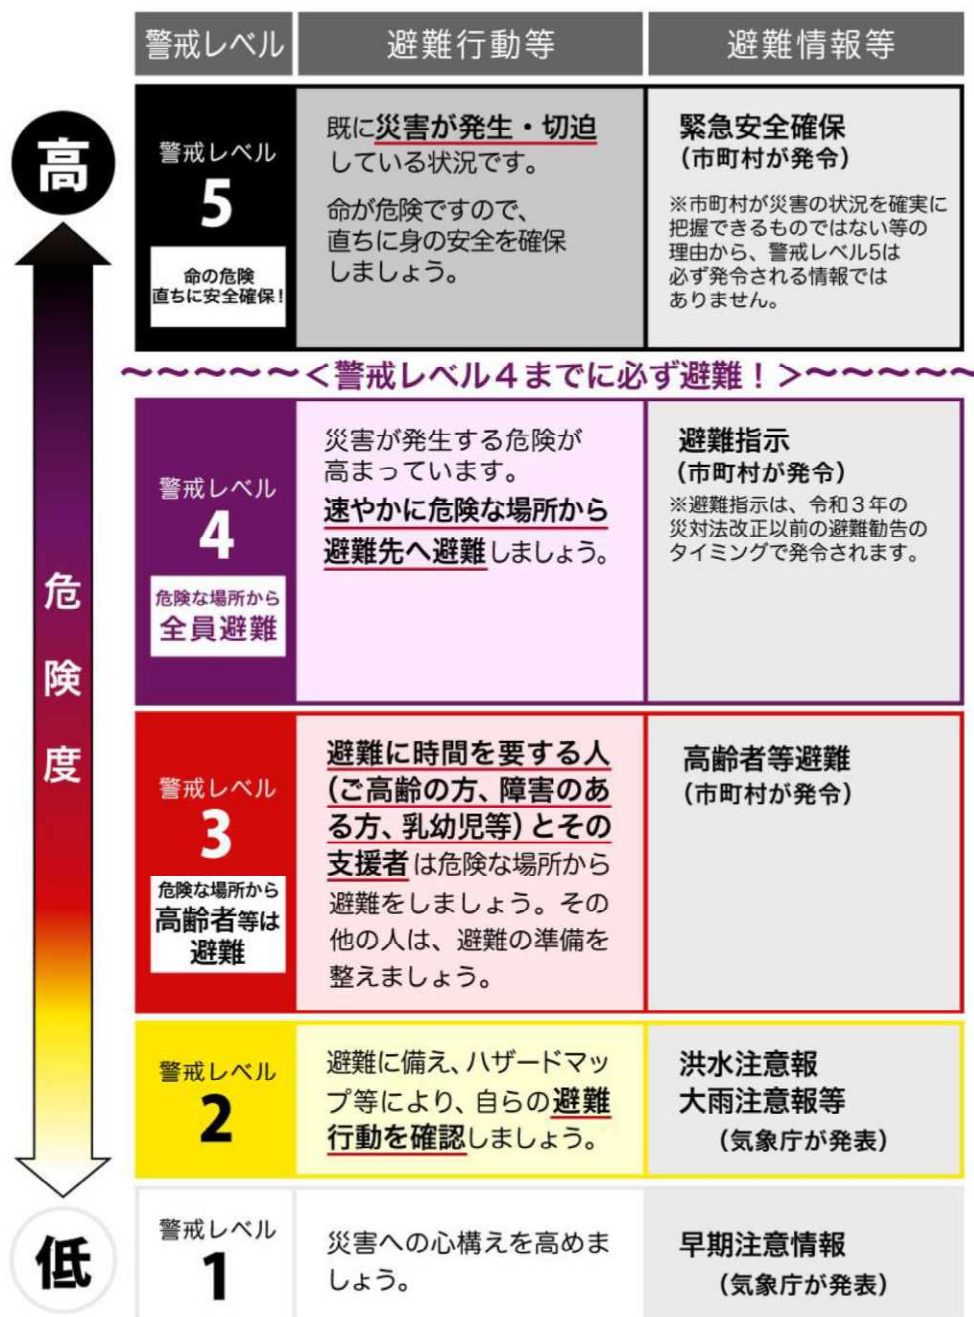 警戒レベル
避難行動等
避難情報等
高
警戒レベル
5
命の危険
直ちに安全確保!
既に災害が発生・切迫
している状況です。
命が危険ですので、
直ちに身の安全を確保
しましょう。
緊急安全確保
(市町村が発令)
※市町村が災害の状況を確実に
把握できるものではない等の
理由から、警戒レベル5は
必ず発令される情報では
ありません。
〜〜〜〜〜<警戒レベル4までに必ず避難!>〜〜〜〜〜
危険度
警戒レベル
4
危険な場所から
全員避難
災害が発生する危険が
高まっています。
速やかに危険な場所から
避難先へ避難しましょう。
避難指示
(市町村が発令)
※避難指示は、令和3年の
災対法改正以前の避難勧告の
タイミングで発令されます。
警戒レベル
3
危険な場所から
高齢者等は
避難
避難に時間を要する人
(ご高齢の方、障害のあ
る方、乳幼児等)とその
支援者は危険な場所から
避難をしましょう。その
他の人は、避難の準備を
整えましょう。
高齢者等避難
(市町村が発令)
警戒レベル
2
避難に備え、ハザードマッ
プ等により、自らの避難
行動を確認しましょう。
洪水注意報
大雨注意報等
(気象庁が発表)
低
警戒レベル
1
災害への心構えを高めま
しょう。
早期注意情報
(気象庁が発表)